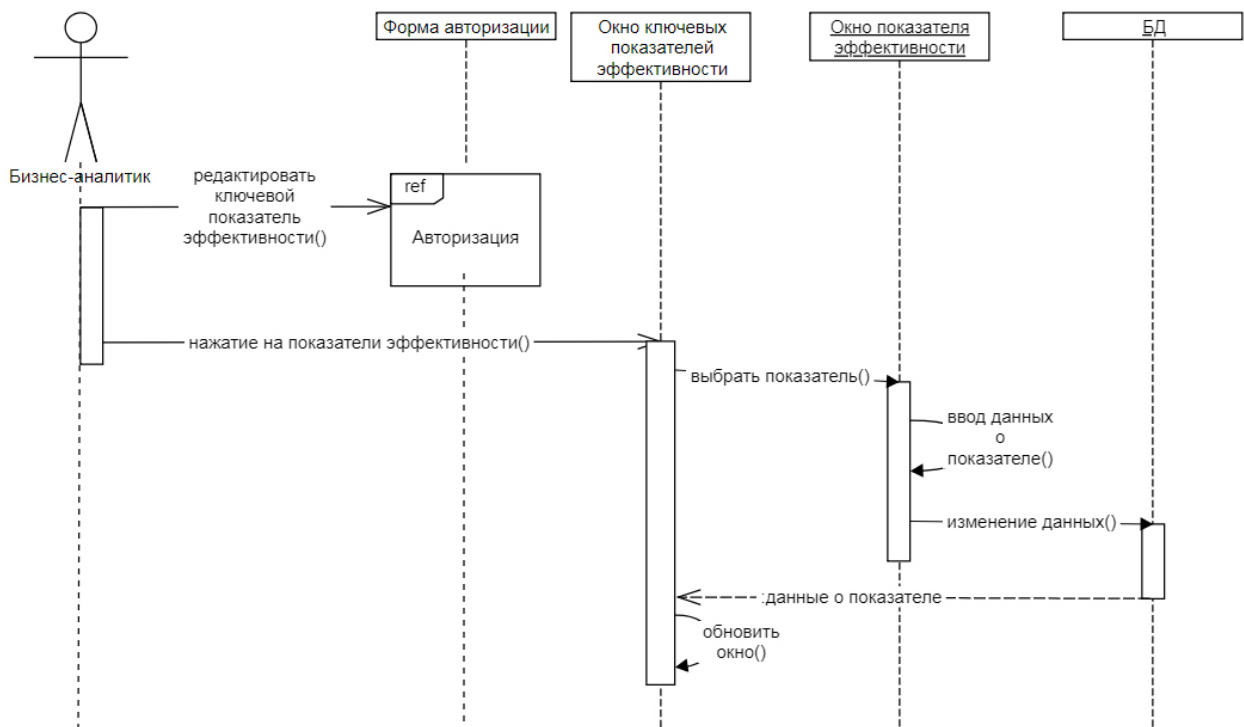 Форма авторизации
Окно ключевых
показателей
эффективности
Окно показателя
эффективности
БД
Бизнес-аналитик
редактировать
ключевой
показатель
эффективности()
ref
Авторизация
нажатие на показатели эффективности()
выбрать показатель()
ввод данных
о
показателе()
изменение данных()
:данные о показателе
обновить
окно()